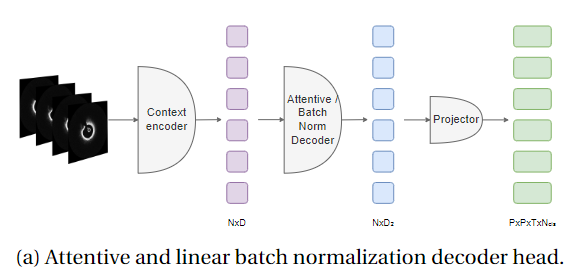 Context
encoder
Attentive /
Batch
Norm
Decoder
Projector
NxD
NxD₂
PxPxTxN
(a) Attentive and linear batch normalization decoder head.